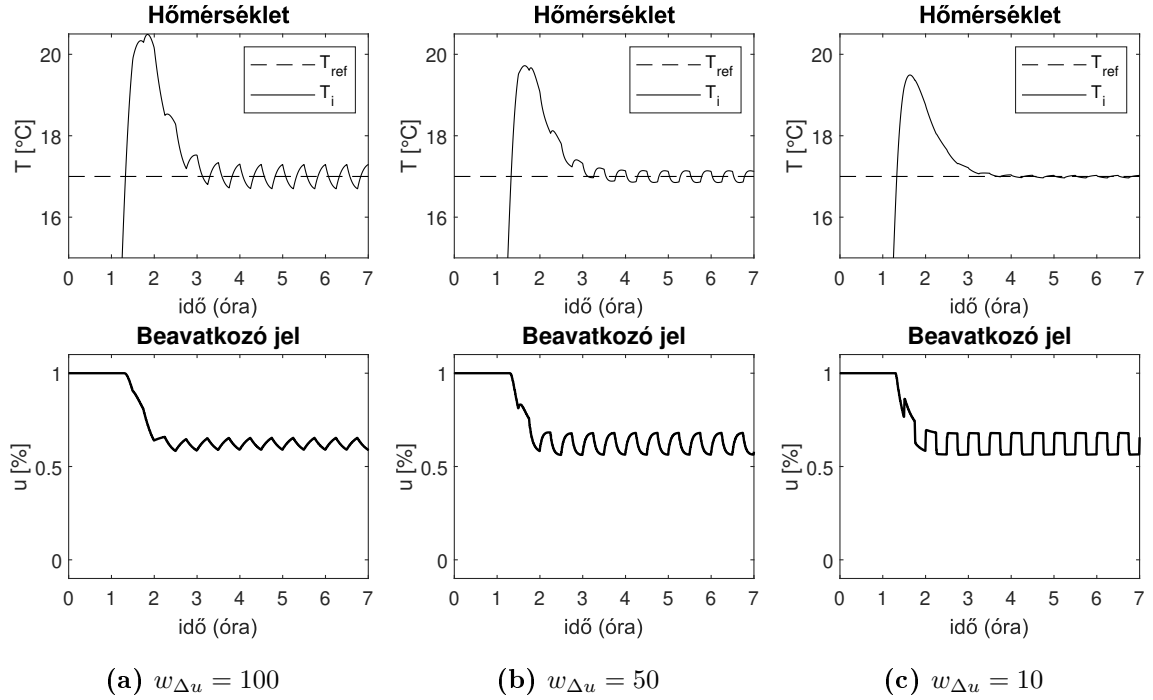 Hőmérséklet
T_ref
T_i
20
18
16
T [°C]
0 1 2 3 4 5 6 7
idő (óra)
Beavatkozó jel
1
0.5
0
u [%]
0 1 2 3 4 5 6 7
idő (óra)
(a) w_Δu = 100
Hőmérséklet
T_ref
T_i
20
18
16
T [°C]
0 1 2 3 4 5 6 7
idő (óra)
Beavatkozó jel
1
0.5
0
u [%]
0 1 2 3 4 5 6 7
idő (óra)
(b) w_Δu = 50
Hőmérséklet
T_ref
T_i
20
18
16
T [°C]
0 1 2 3 4 5 6 7
idő (óra)
Beavatkozó jel
1
0.5
0
u [%]
0 1 2 3 4 5 6 7
idő (óra)
(c) w_Δu = 10